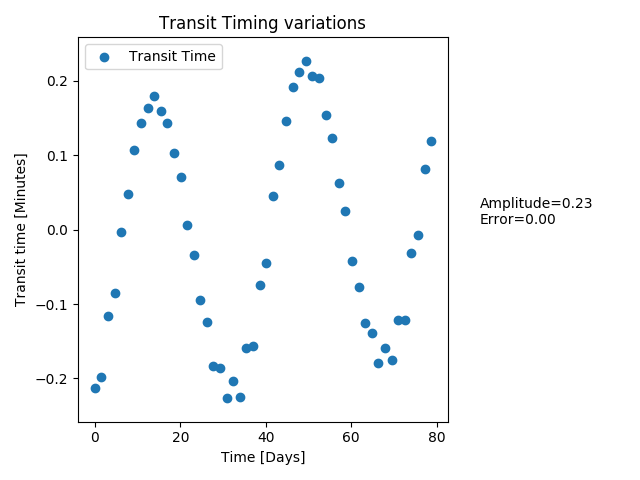 Transit Timing variations
Transit Time
Transit time [Minutes]
0.2
0.1
0.0
−0.1
−0.2
0
20
40
60
80
Time [Days]
Amplitude=0.23
Error=0.00